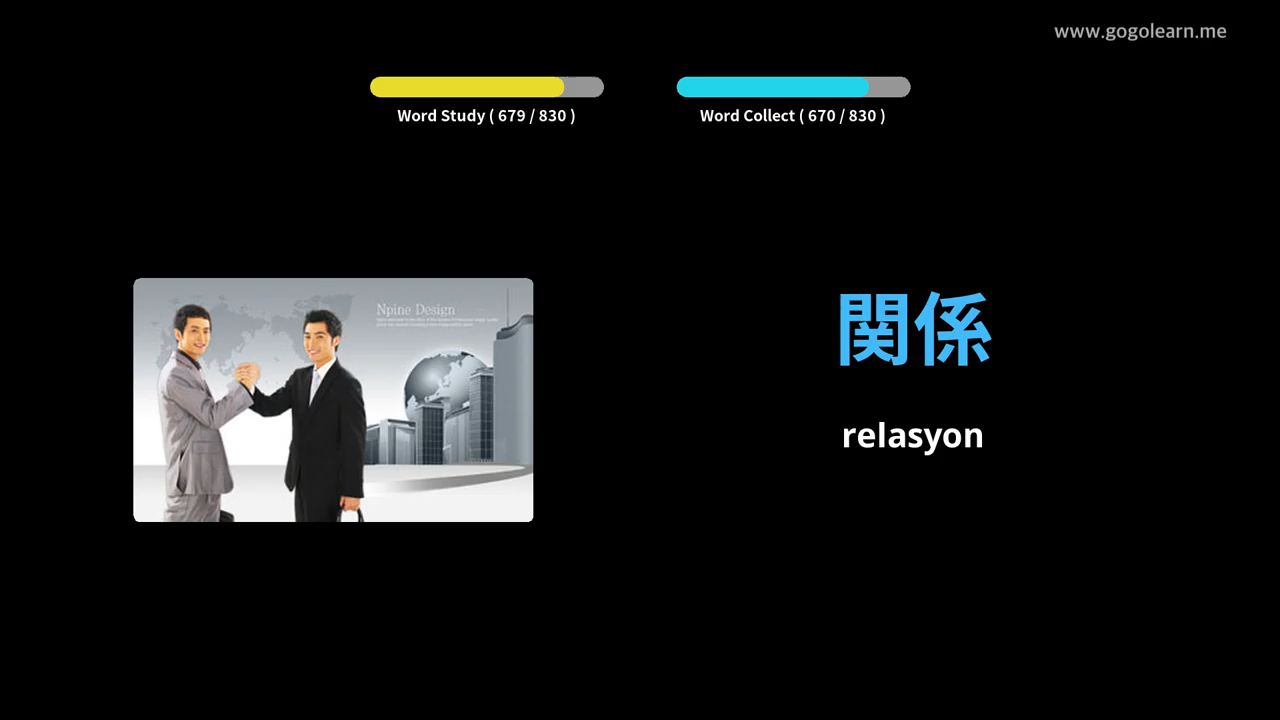 www.gogolearn.me
Word Study ( 679 / 830 )
Word Collect ( 670 / 830 )
Npine Design
関係
relasyon